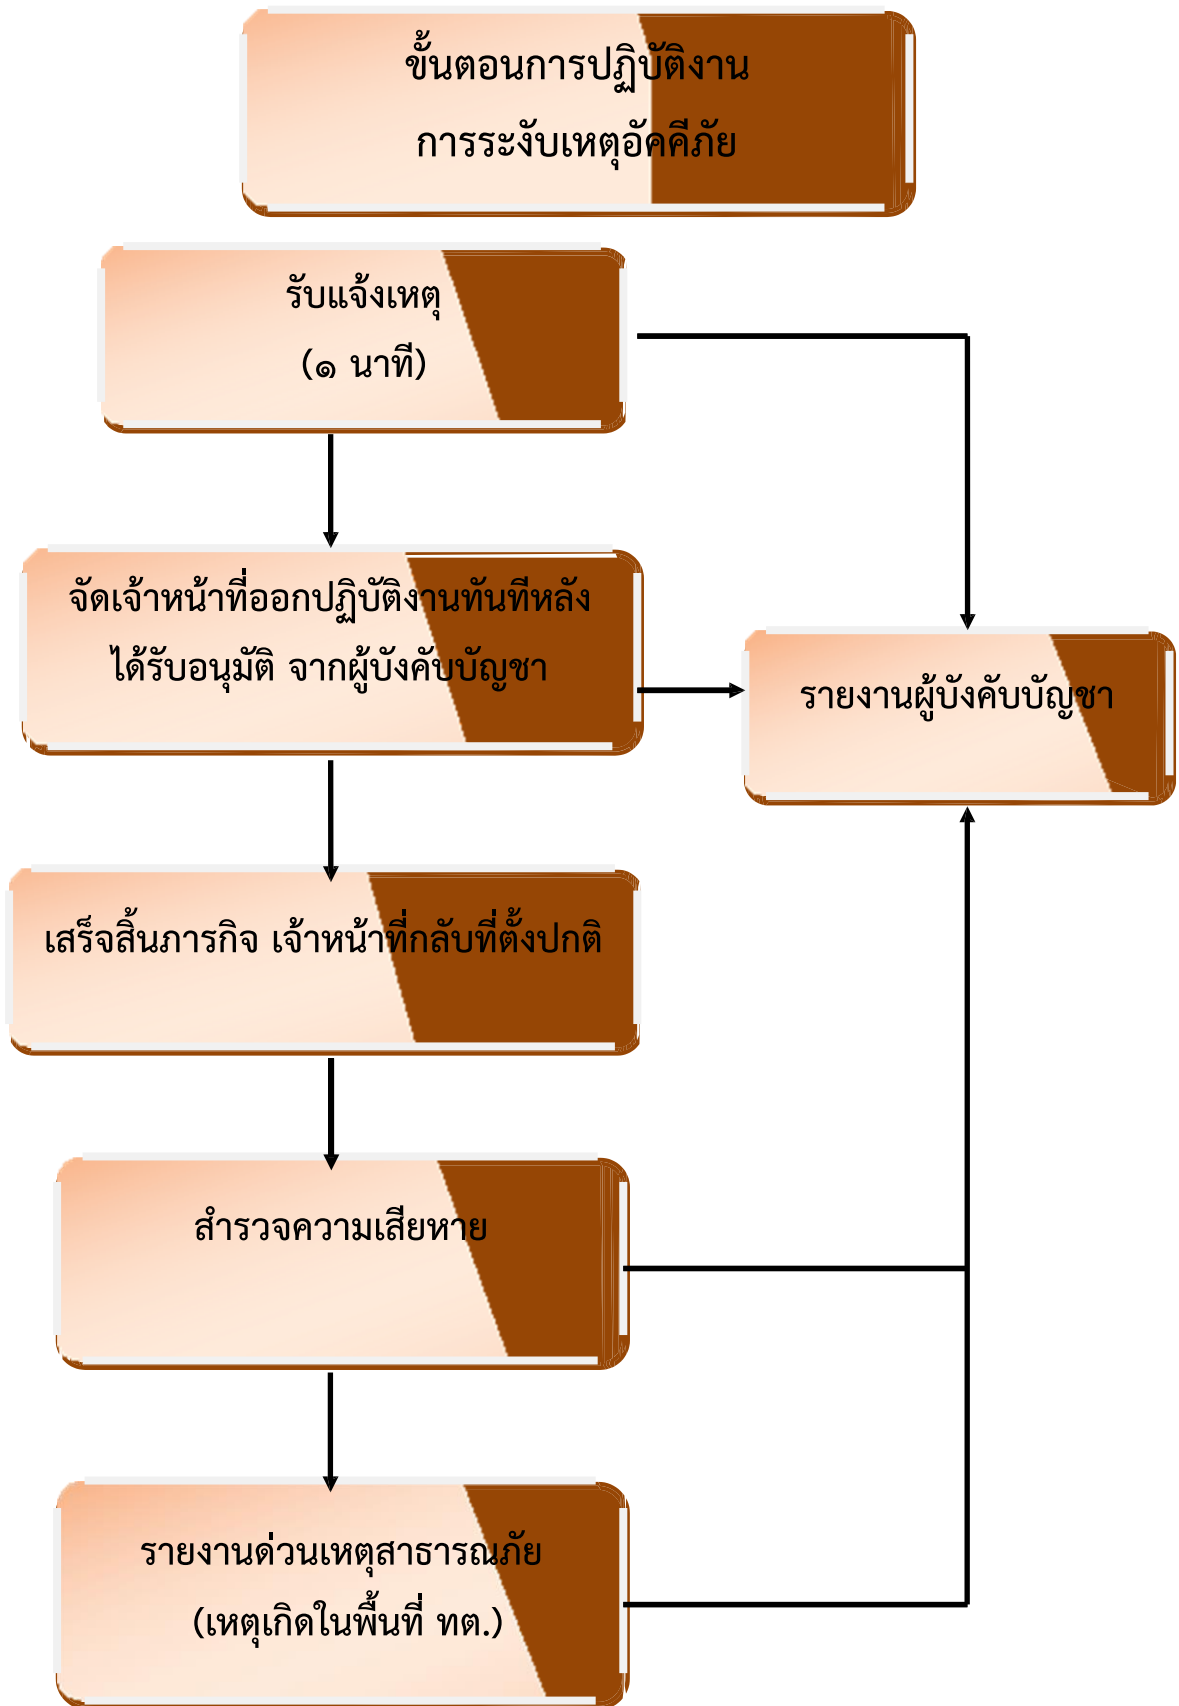 ขั้นตอนการปฏิบัติงาน
การระงับเหตุอัคคีภัย
รับแจ้งเหตุ
(๑ นาที)
จัดเจ้าหน้าที่ออกปฏิบัติงานทันทีหลัง
ได้รับอนุมัติ จากผู้บังคับบัญชา
รายงานผู้บังคับบัญชา
เสร็จสิ้นภารกิจ เจ้าหน้าที่กลับที่ตั้งปกติ
สำรวจความเสียหาย
รายงานด่วนเหตุสาธารณภัย
(เหตุเกิดในพื้นที่ ทต.)